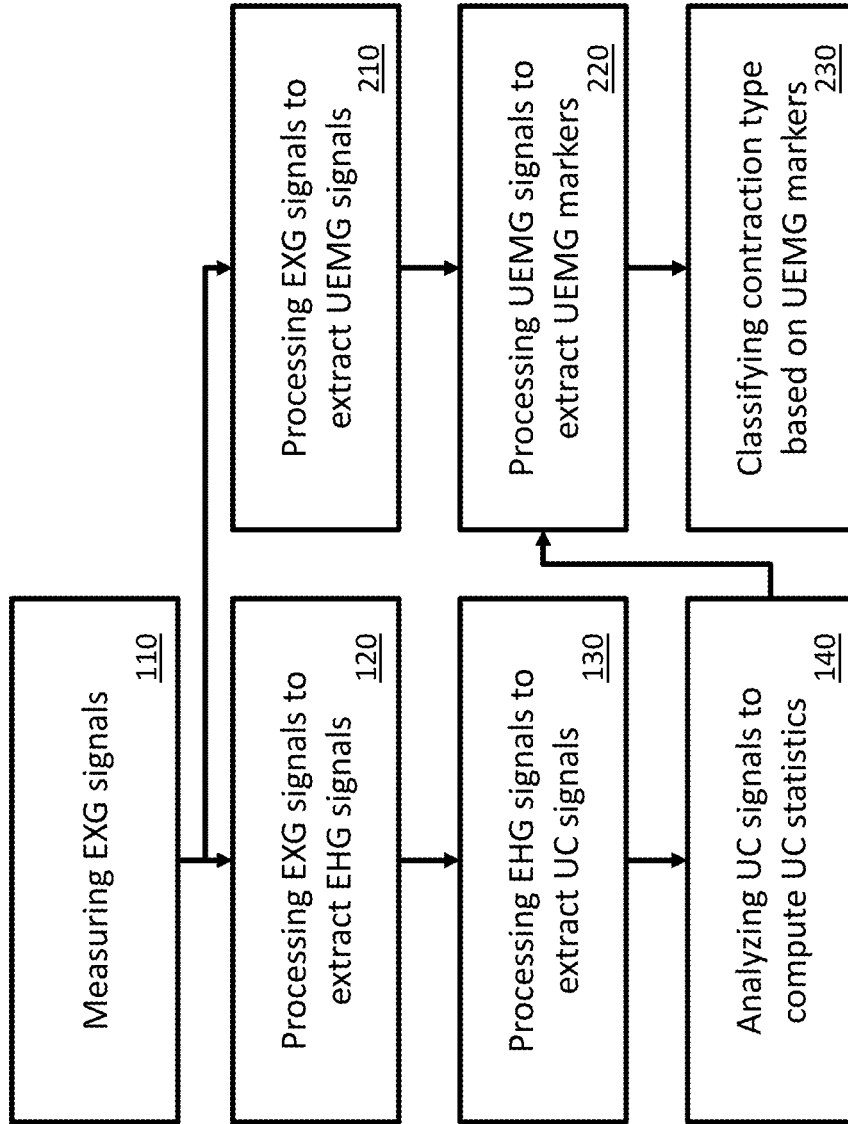 Measuring EXG signals
110
Processing EXG signals to
extract EHG signals
120
Processing EHG signals to
extract UC signals
130
Analyzing UC signals to
compute UC statistics
140
Processing EXG signals to
extract UEMG signals
210
Processing UEMG signals to
extract UEMG markers
220
Classifying contraction type
based on UEMG markers
230